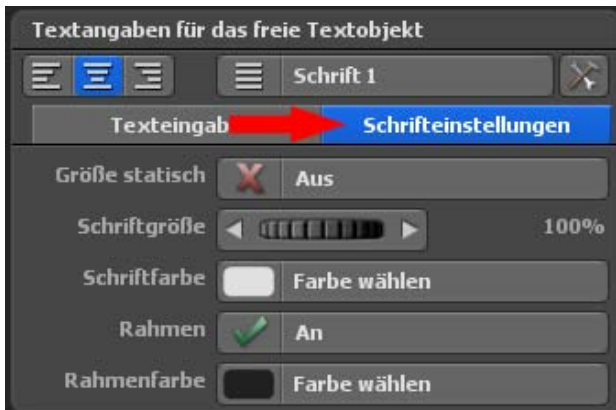 Textangaben für das freie Textobjekt
Schrift 1
Texteingab Schrifteinstellungen
Größe statisch Aus
Schriftgröße 100%
Schriftfarbe Farbe wählen
Rahmen An
Rahmenfarbe Farbe wählen